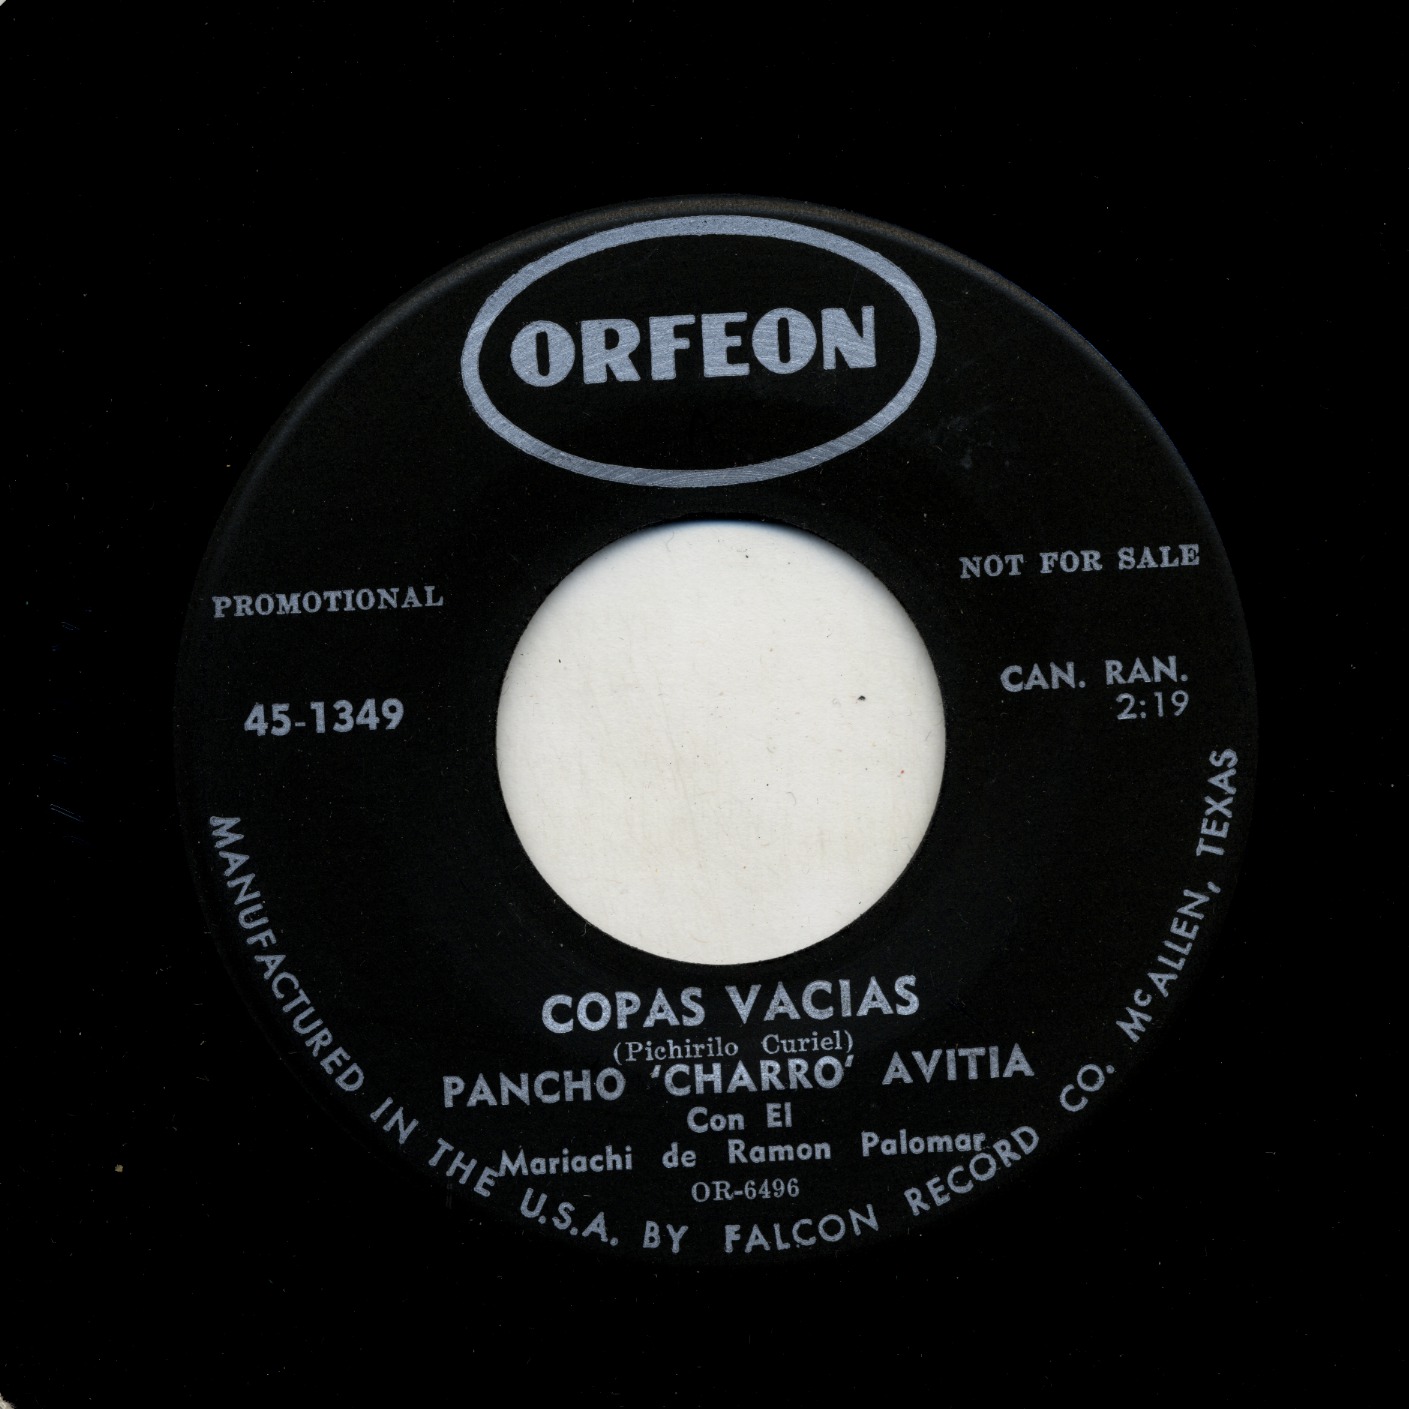 ORFEON
PROMOTIONAL
NOT FOR SALE
45-1349
CAN. RAN.
2:19
COPAS VACIAS
(Pichirilo Curiel)
PANCHO 'CHARRO' AVITIA
Con El
Mariachi de Ramon Palomar
OR-6496
MANUFACTURED IN THE U.S.A. BY FALCON RECORD CO. McALLEN, TEXAS